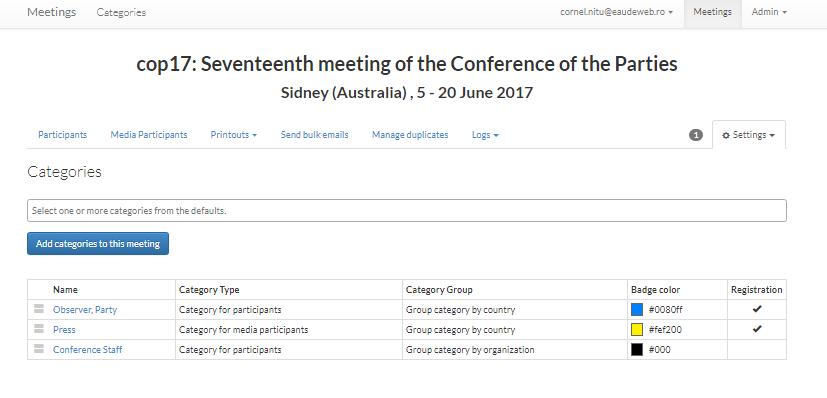 Meetings Categories cornel.nitu@eaudeweb.ro Meetings Admin
cop17: Seventeenth meeting of the Conference of the Parties
Sidney (Australia) , 5 - 20 June 2017
Participants Media Participants Printouts Send bulk emails Manage duplicates Logs 1 Settings
Categories
Select one or more categories from the defaults.
Add categories to this meeting
Name Category Type Category Group Badge color Registration
Observer, Party Category for participants Group category by country #0080ff
Press Category for media participants Group category by country #fef200
Conference Staff Category for participants Group category by organization #000